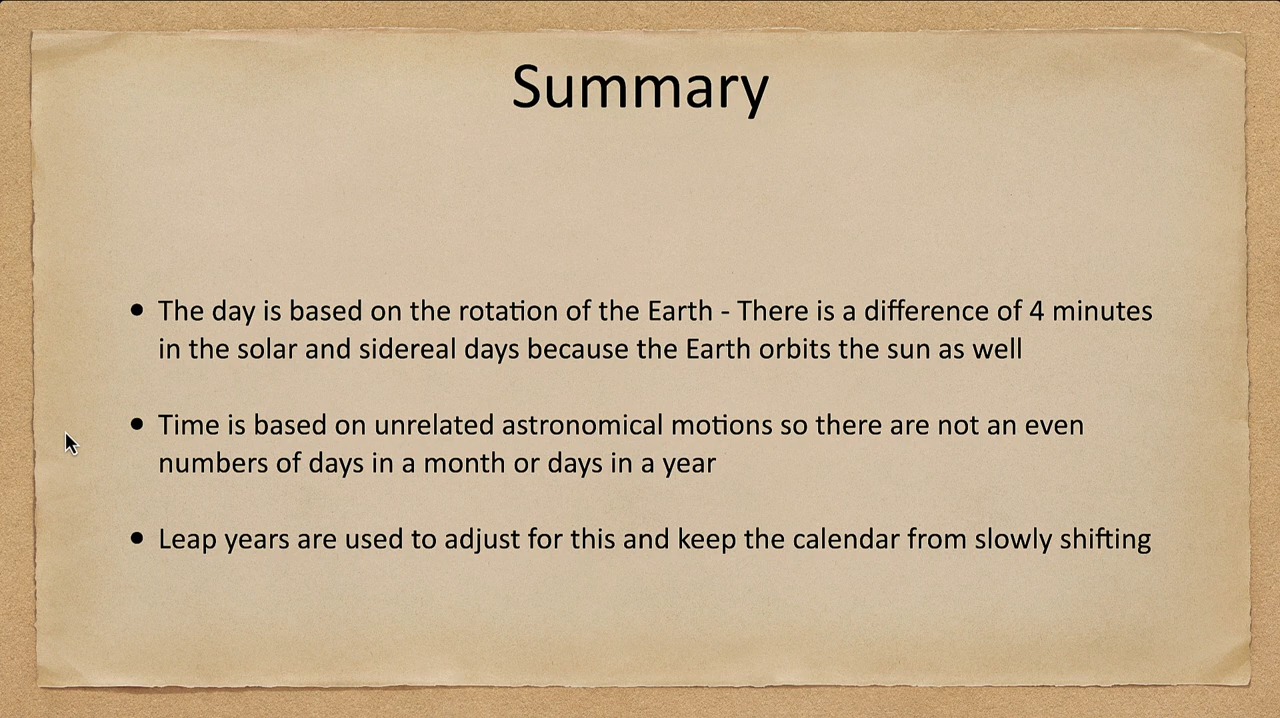 Summary
• The day is based on the rotation of the Earth - There is a difference of 4 minutes
in the solar and sidereal days because the Earth orbits the sun as well
• Time is based on unrelated astronomical motions so there are not an even
numbers of days in a month or days in a year
• Leap years are used to adjust for this and keep the calendar from slowly shifting